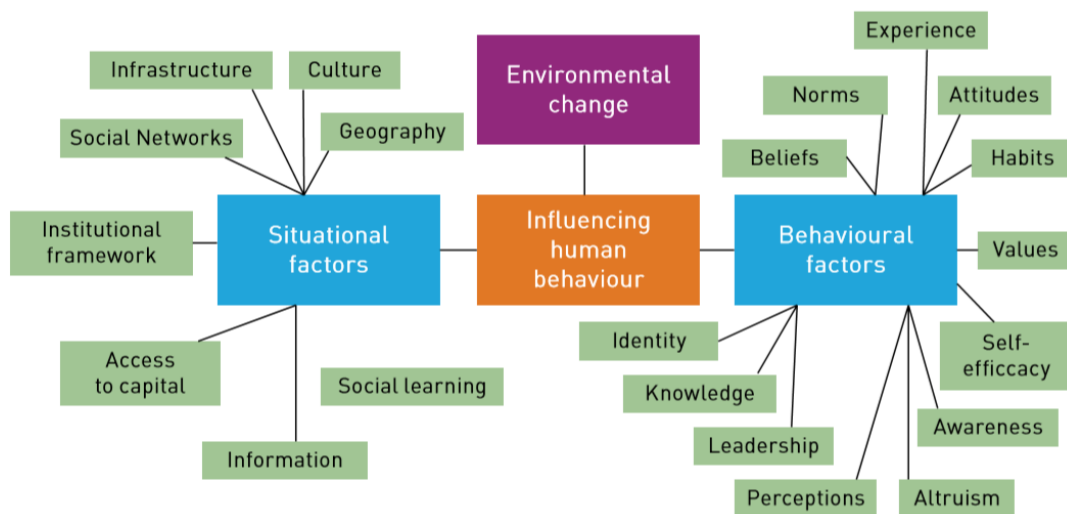 Experience
Infrastructure
Culture
Environmental
change
Norms
Attitudes
Social Networks
Geography
Beliefs
Habits
Institutional
framework
Situational
factors
Influencing
human
behaviour
Behavioural
factors
Values
Identity
Self-
efficcacy
Access
to capital
Social learning
Knowledge
Awareness
Leadership
Information
Perceptions
Altruism